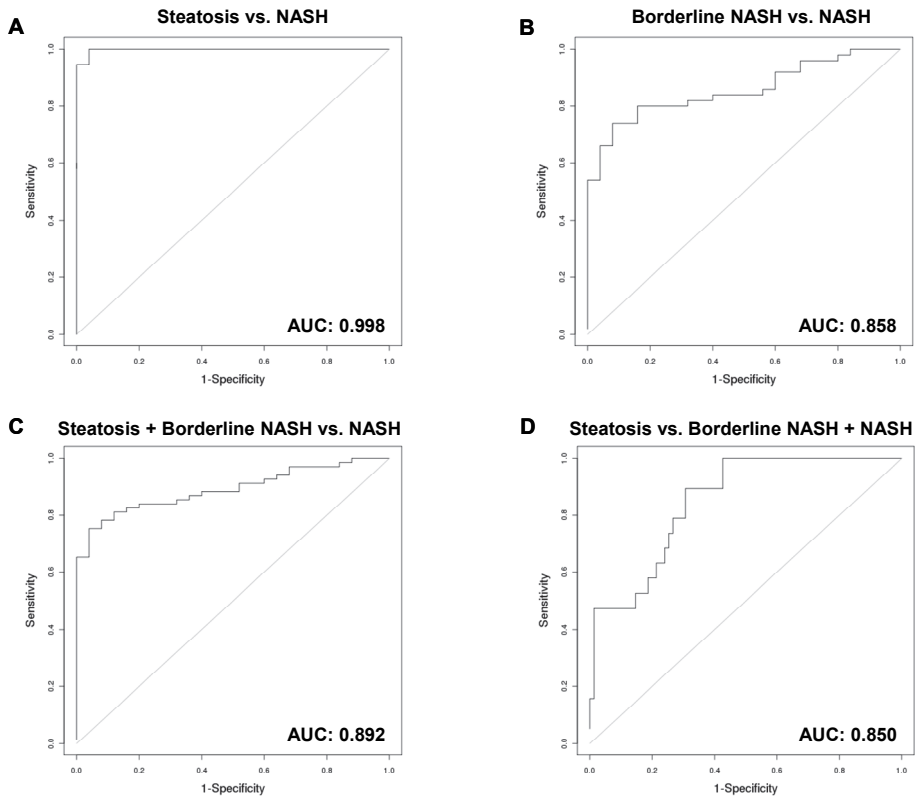 A
Steatosis vs. NASH
1.0
0.8
0.6
0.4
0.2
0.0
Sensitivity
AUC: 0.998
0.0 0.2 0.4 0.6 0.8 1.0
1-Specificity
B
Borderline NASH vs. NASH
1.0
0.8
0.6
0.4
0.2
0.0
Sensitivity
AUC: 0.858
0.0 0.2 0.4 0.6 0.8 1.0
1-Specificity
C
Steatosis + Borderline NASH vs. NASH
1.0
0.8
0.6
0.4
0.2
0.0
Sensitivity
AUC: 0.892
0.0 0.2 0.4 0.6 0.8 1.0
1-Specificity
D
Steatosis vs. Borderline NASH + NASH
1.0
0.8
0.6
0.4
0.2
0.0
Sensitivity
AUC: 0.850
0.0 0.2 0.4 0.6 0.8 1.0
1-Specificity